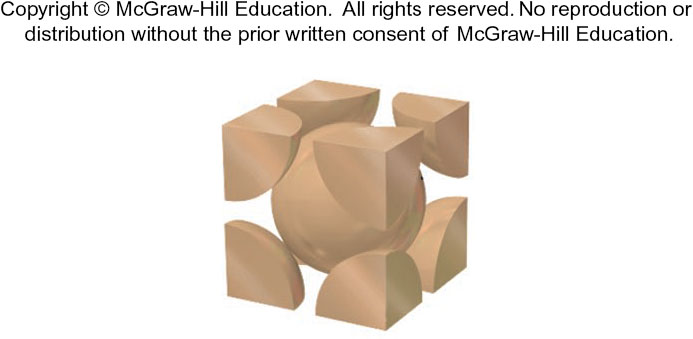 Copyright © McGraw-Hill Education. All rights reserved. No reproduction or
distribution without the prior written consent of McGraw-Hill Education.